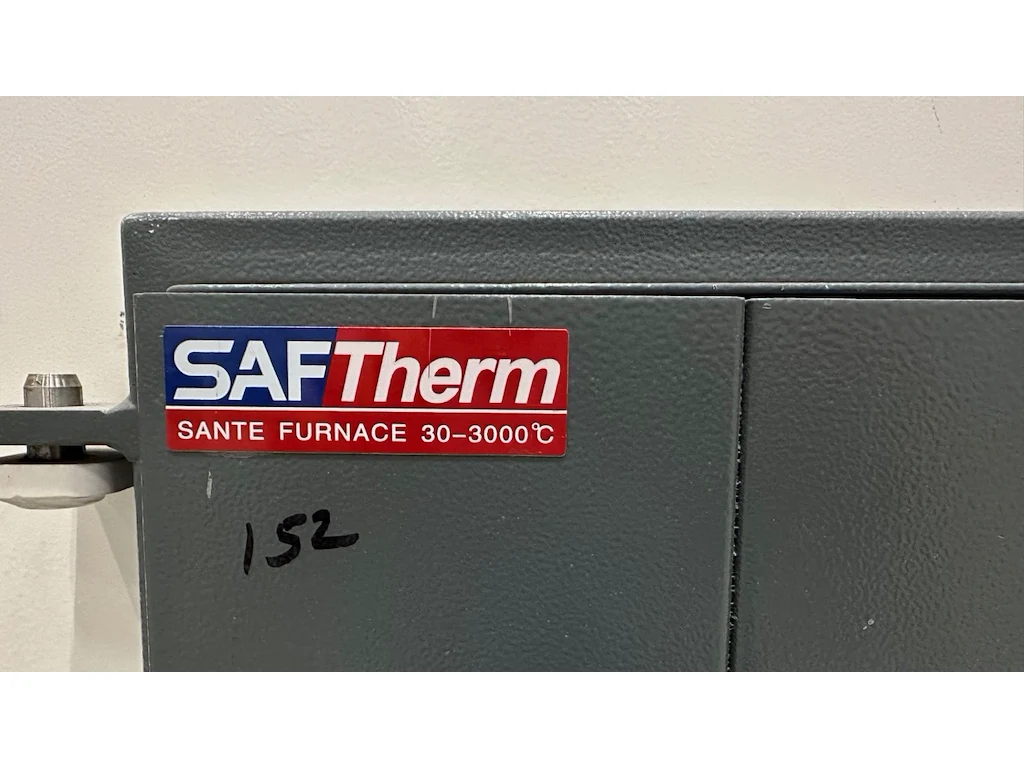 SAFTherm
SANTE FURNACE 30-3000℃
152